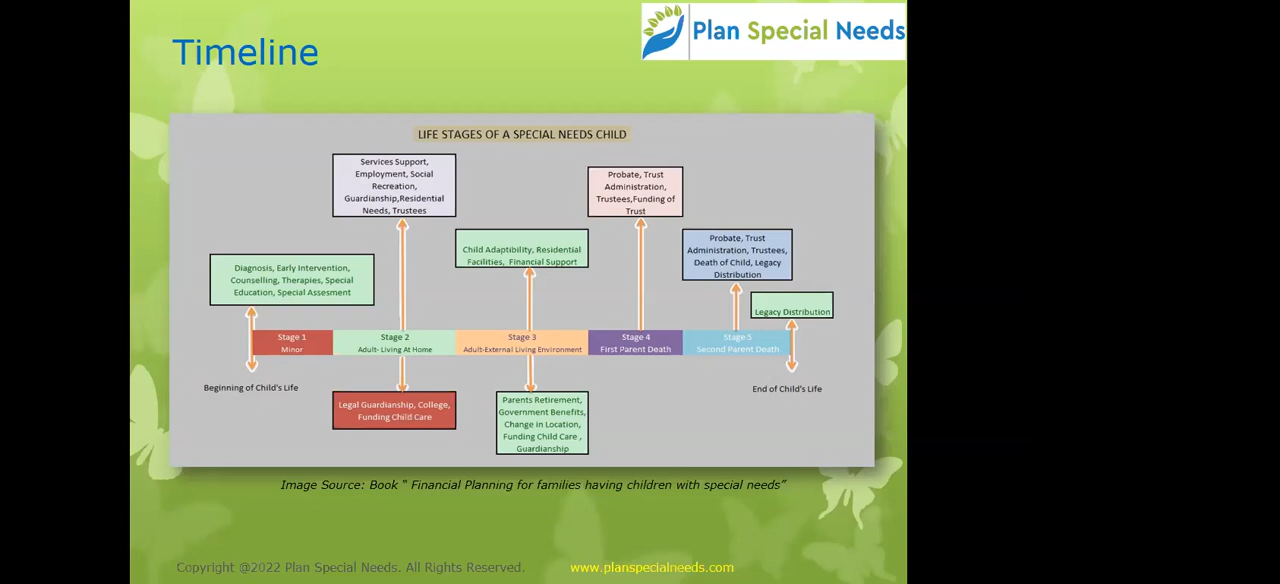 Timeline
Plan Special Needs
LIFE STAGES OF A SPECIAL NEEDS CHILD
Services Support,
Employment, Social
Recreation,
Guardianship,Residential
Needs, Trustees
Probate, Trust
Administration,
Trustees,Funding of
Trust
Child Adaptibility, Residential
Facilities, Financial Support
Probate, Trust
Administration, Trustees,
Death of Child, Legacy
Distribution
Diagnosis, Early Intervention,
Counselling, Therapies, Special
Education, Special Assesment
Legacy Distribution
Stage 1
Minor
Stage 2
Adult- Living At Home
Stage 3
Adult-External Living Environment
Stage 4
First Parent Death
Stage 5
Second Parent Death
Beginning of Child's Life
End of Child's Life
Legal Guardianship, College,
Funding Child Care
Parents Retirement,
Government Benefits,
Change in Location,
Funding Child Care ,
Guardianship
Image Source: Book “ Financial Planning for families having children with special needs”
Copyright @2022 Plan Special Needs. All Rights Reserved.
www.planspecialneeds.com